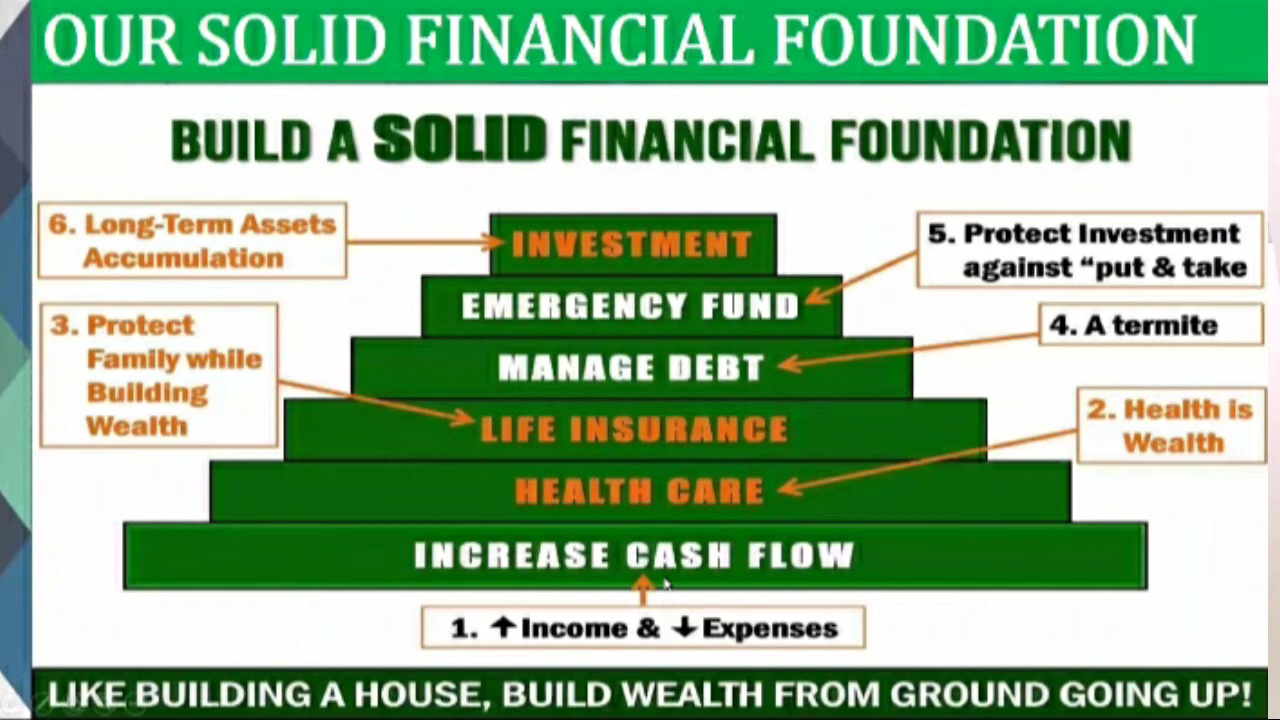 OUR SOLID FINANCIAL FOUNDATION
BUILD A SOLID FINANCIAL FOUNDATION
6. Long-Term Assets
Accumulation
INVESTMENT
5. Protect Investment
against “put & take
EMERGENCY FUND
3. Protect
Family while
Building
Wealth
4. A termite
MANAGE DEBT
LIFE INSURANCE
2. Health is
Wealth
HEALTH CARE
INCREASE CASH FLOW
1. ↑ Income & ↓ Expenses
LIKE BUILDING A HOUSE, BUILD WEALTH FROM GROUND GOING UP!